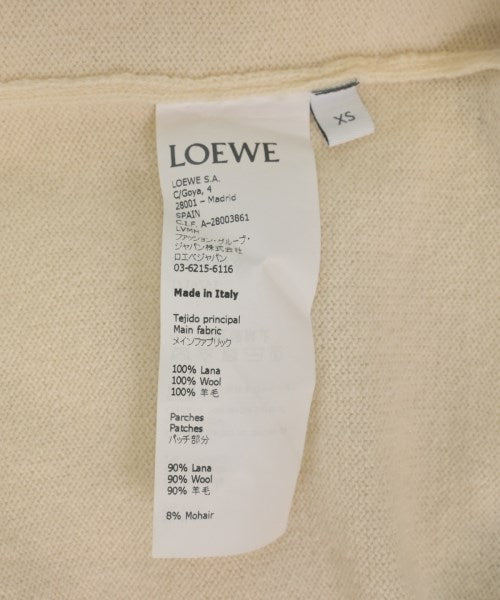 XS
LOEWE
LOEWE S.A.
C/Goya, 4
28001 – Madrid
SPAIN
C.I.F. A-28003861
LVMH
ファッション・グループ・
ジャパン株式会社
ロエベジャパン
03-6215-6116
Made in Italy
Tejido principal
Main fabric
メインファブリック
100% Lana
100% Wool
100% 羊毛
Parches
Patches
パッチ部分
90% Lana
90% Wool
90% 羊毛
8% Mohair